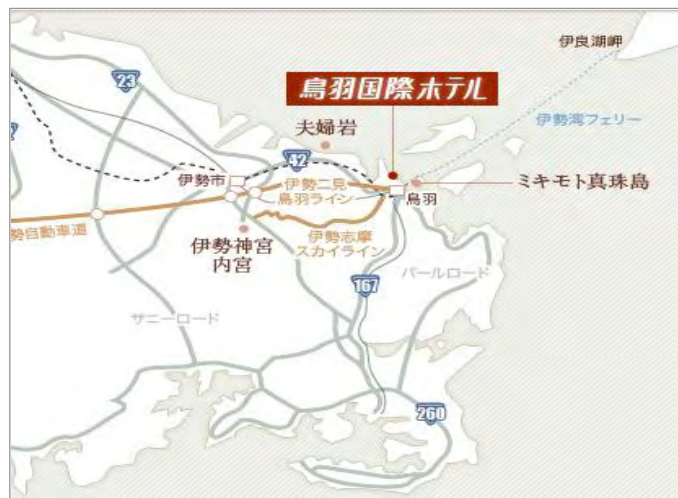 伊良湖岬
23
鳥羽国際ホテル
伊勢湾フェリー
夫婦岩
42
伊勢市
伊勢二見
鳥羽ライン
鳥羽
ミキモト真珠島
勢自動車道
伊勢神宮
内宮
伊勢志摩
スカイライン
パールロード
167
サニーロード
260